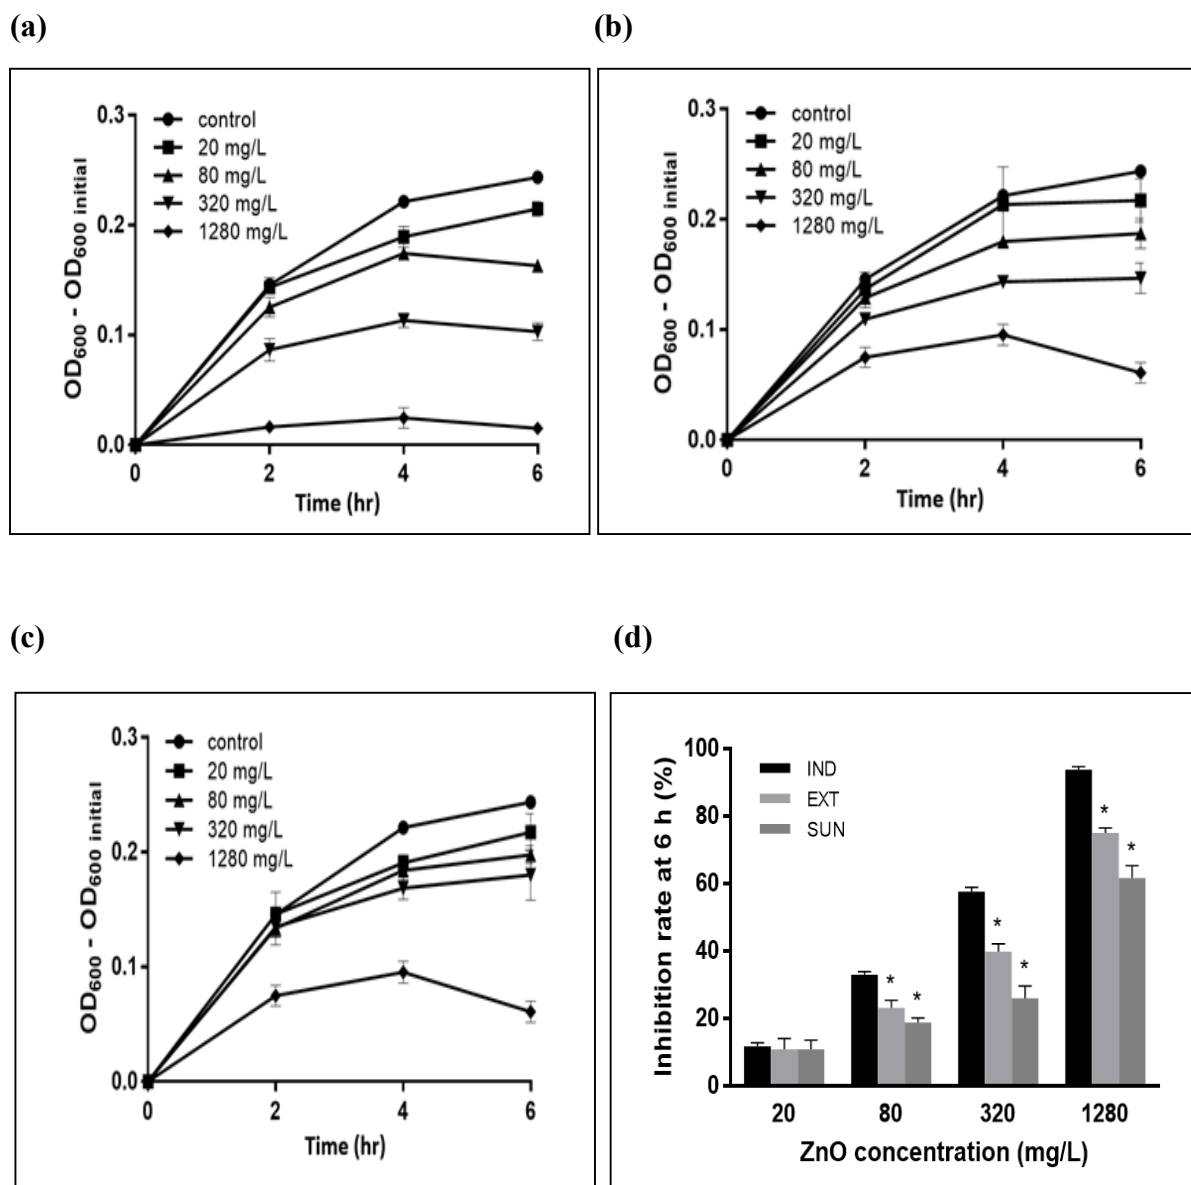 (a)
0.3
0.2
0.1
0.0
OD600 - OD600 initial
control
20 mg/L
80 mg/L
320 mg/L
1280 mg/L
0 2 4 6
Time (hr)
(b)
0.3
0.2
0.1
0.0
OD600 - OD600 initial
control
20 mg/L
80 mg/L
320 mg/L
1280 mg/L
0 2 4 6
Time (hr)
(c)
0.3
0.2
0.1
0.0
OD600 - OD600 initial
control
20 mg/L
80 mg/L
320 mg/L
1280 mg/L
0 2 4 6
Time (hr)
(d)
100
80
60
40
20
0
Inhibition rate at 6 h (%)
IND
EXT
SUN
* *
* *
* *
20 80 320 1280
ZnO concentration (mg/L)